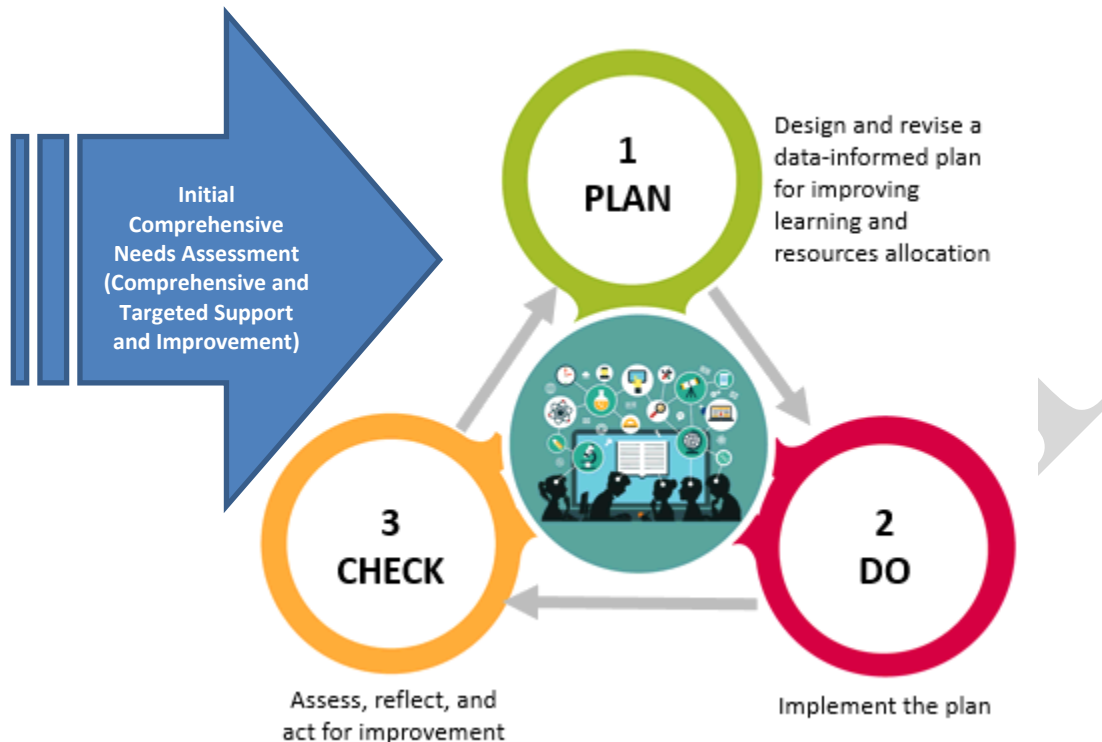 Initial
Comprehensive
Needs Assessment
(Comprehensive and
Targeted Support
and Improvement)
1
PLAN
Design and revise a
data-informed plan
for improving
learning and
resources allocation
2
DO
Implement the plan
3
CHECK
Assess, reflect, and
act for improvement